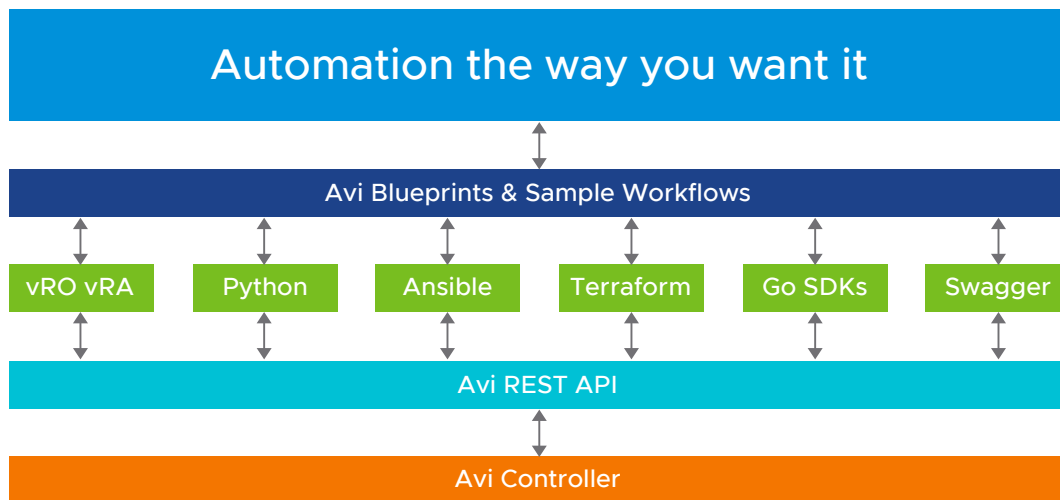 Automation the way you want it
Avi Blueprints & Sample Workflows
vRO vRA
Python
Ansible
Terraform
Go SDKs
Swagger
Avi REST API
Avi Controller